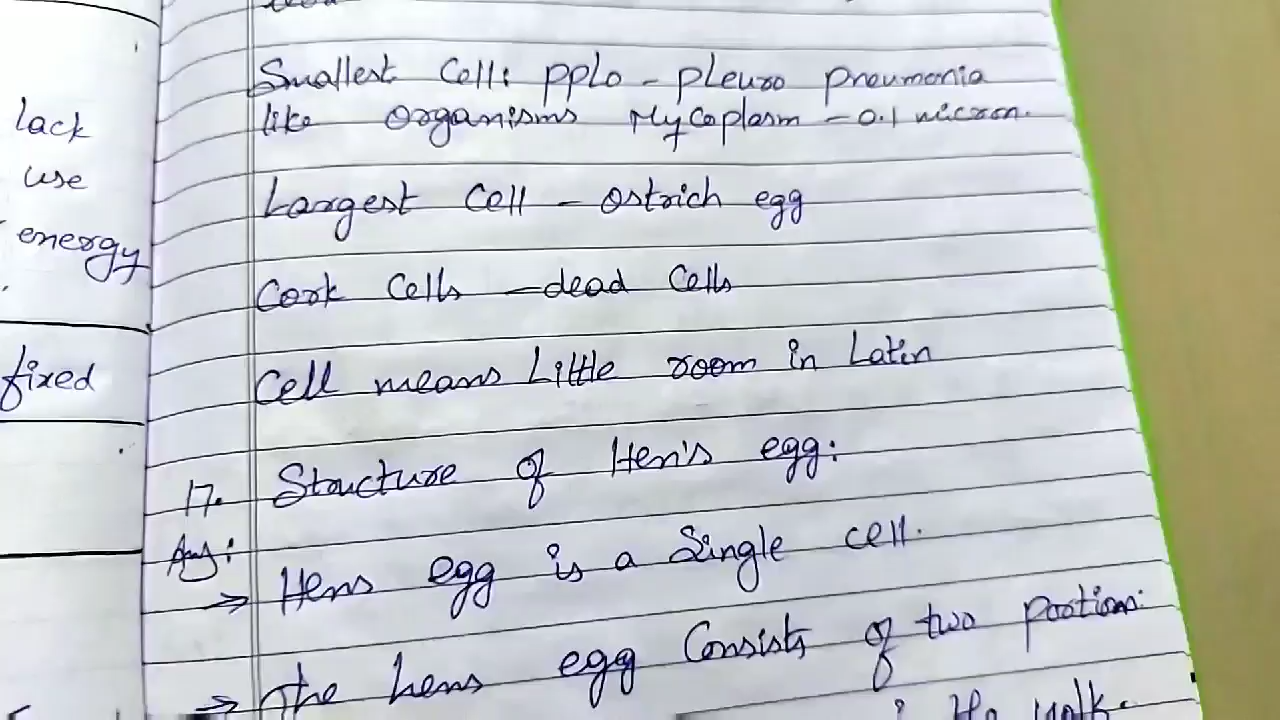 lack
use
energy
fixed
Smallest Cell: pplo - pleuro pneumonia
like organisms Mycoplasm - 0.1 micron.
Largest Cell - Ostrich egg
Cork Cells - dead Cells
Cell means Little room in Latin
17. Structure of Hen's egg:
Ans:
→ Hens egg is a Single cell.
→ The hens egg Consists of two portions.
yolk.